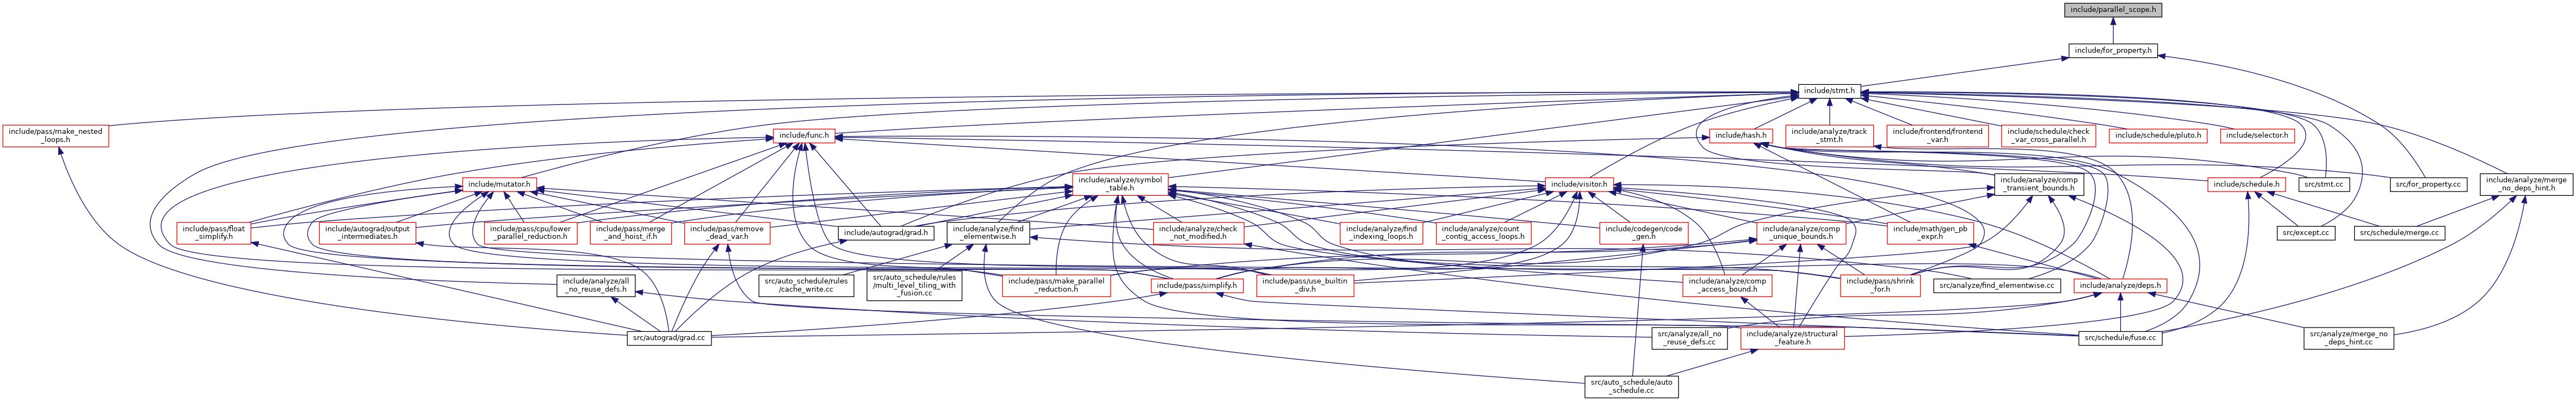 include/parallel_scope.h
include/for_property.h
include/stmt.h
include/pass/make_nested
_loops.h
include/func.h
include/hash.h
include/analyze/track
_stmt.h
include/frontend/frontend
_var.h
include/schedule/check
_var_cross_parallel.h
include/schedule/pluto.h
include/selector.h
include/mutator.h
include/analyze/symbol
_table.h
include/visitor.h
include/analyze/comp
_transient_bounds.h
include/schedule.h
src/stmt.cc
src/for_property.cc
include/analyze/merge
_no_deps_hint.h
include/pass/float
_simplify.h
include/autograd/output
_intermediates.h
include/pass/cpu/lower
_parallel_reduction.h
include/pass/merge
_and_hoist_if.h
include/pass/remove
_dead_var.h
include/autograd/grad.h
include/analyze/find
_elementwise.h
include/analyze/check
_not_modified.h
include/analyze/find
_indexing_loops.h
include/analyze/count
_contig_access_loops.h
include/codegen/code
_gen.h
include/analyze/comp
_unique_bounds.h
include/math/gen_pb
_expr.h
src/except.cc
src/schedule/merge.cc
include/analyze/all
_no_reuse_defs.h
src/auto_schedule/rules
/cache_write.cc
src/auto_schedule/rules
/multi_level_tiling_with
_fusion.cc
include/pass/make_parallel
_reduction.h
include/pass/simplify.h
include/pass/use_builtin
_div.h
include/analyze/comp
_access_bound.h
include/pass/shrink
_for.h
src/analyze/find_elementwise.cc
include/analyze/deps.h
src/autograd/grad.cc
src/analyze/all_no
_reuse_defs.cc
include/analyze/structural
_feature.h
src/schedule/fuse.cc
src/analyze/merge_no
_deps_hint.cc
src/auto_schedule/auto
_schedule.cc